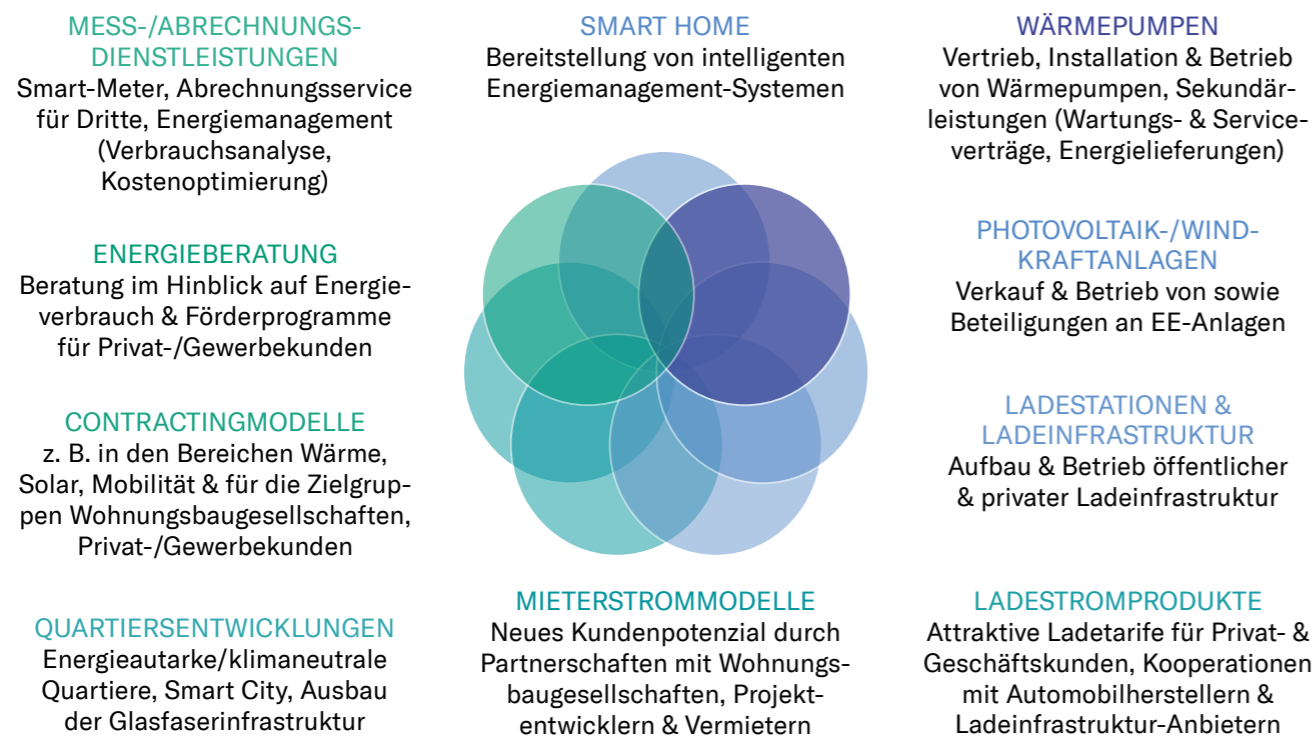 MESS-/ABRECHNUNGS-
DIENSTLEISTUNGEN
Smart-Meter, Abrechnungsservice
für Dritte, Energiemanagement
(Verbrauchsanalyse,
Kostenoptimierung)
ENERGIEBERATUNG
Beratung im Hinblick auf Energie-
verbrauch & Förderprogramme
für Privat-/Gewerbekunden
CONTRACTINGMODELLE
z. B. in den Bereichen Wärme,
Solar, Mobilität & für die Zielgrup-
pen Wohnungsbaugesellschaften,
Privat-/Gewerbekunden
QUARTIERSENTWICKLUNGEN
Energieautarke/klimaneutrale
Quartiere, Smart City, Ausbau
der Glasfaserinfrastruktur
SMART HOME
Bereitstellung von intelligenten
Energiemanagement-Systemen
MIETERSTROMMODELLE
Neues Kundenpotenzial durch
Partnerschaften mit Wohnungs-
baugesellschaften, Projekt-
entwicklern & Vermietern
WÄRMEPUMPEN
Vertrieb, Installation & Betrieb
von Wärmepumpen, Sekundär-
leistungen (Wartungs- & Service-
verträge, Energielieferungen)
PHOTOVOLTAIK-/WIND-
KRAFTANLAGEN
Verkauf & Betrieb von sowie
Beteiligungen an EE-Anlagen
LADESTATIONEN &
LADEINFRASTRUKTUR
Aufbau & Betrieb öffentlicher
& privater Ladeinfrastruktur
LADESTROMPRODUKTE
Attraktive Ladetarife für Privat- &
Geschäftskunden, Kooperationen
mit Automobilherstellern &
Ladeinfrastruktur-Anbietern